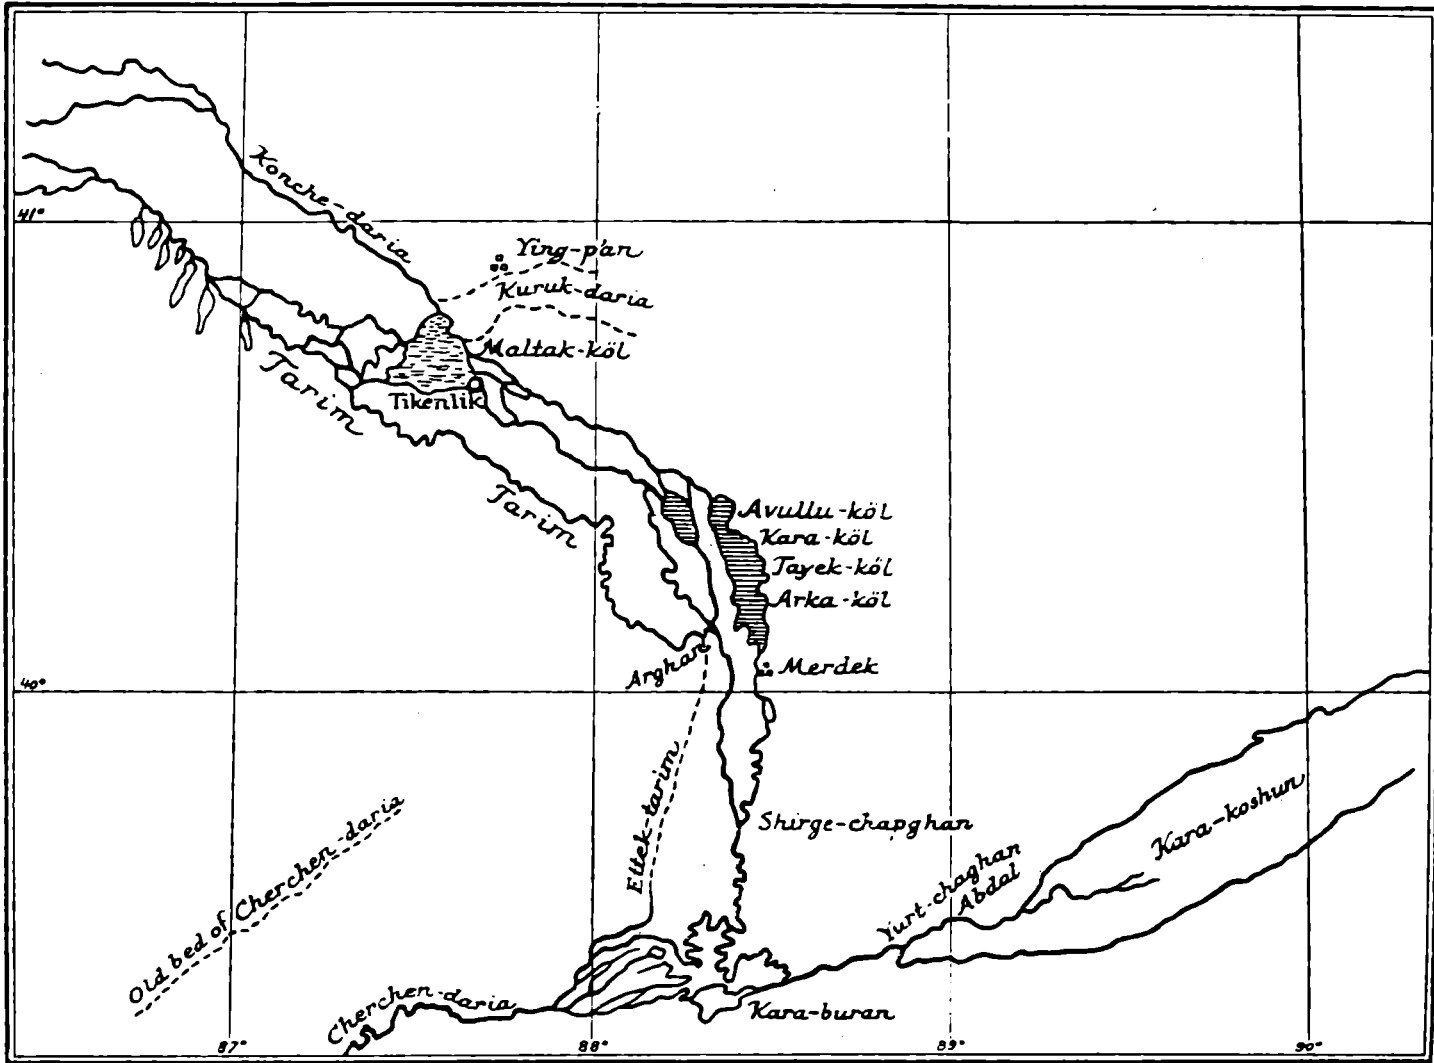 Konche-daria
41°
Ying-p'an
Kuruk-daria
Maltak-köl
Tarim
Tikenlik
Tarim
Avullu-köl
Kara-köl
Tayek-köl
Arka-köl
Arghan
Merdek
40°
Ettek-tarim
Shirge-chapghan
Kara-koshun
Yurt-chaghan
Abdal
Old bed of Cherchen-daria
Cherchen-daria
Kara-buran
87°
88°
89°
90°